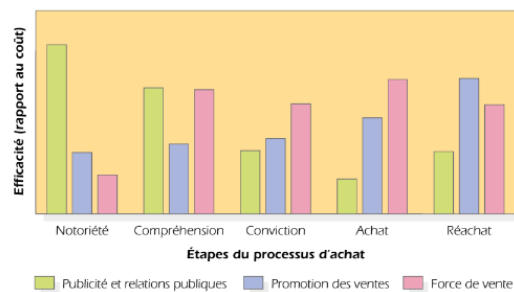 Efficacité (rapport au coût)
Notoriété Compréhension Conviction Achat Réachat
Étapes du processus d'achat
Publicité et relations publiques Promotion des ventes Force de vente